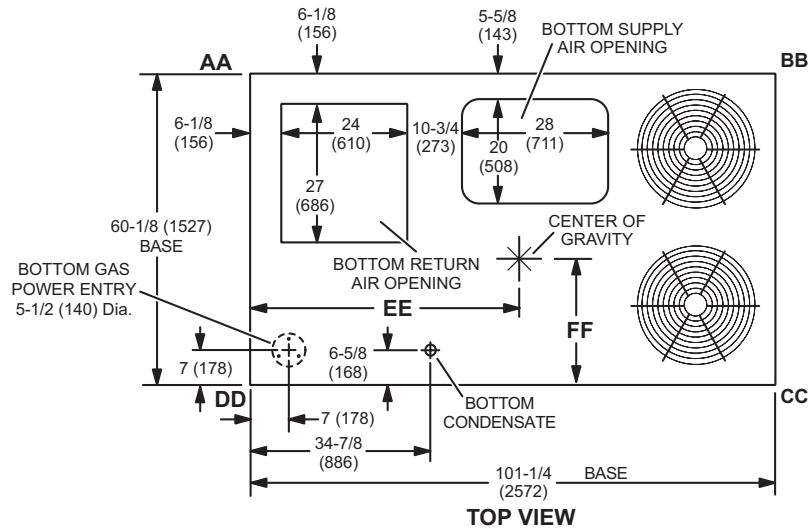 6-1/8
(156)
5-5/8
(143)
BOTTOM SUPPLY
AIR OPENING
AA
BB
6-1/8
(156)
24
(610)
10-3/4
(273)
28
(711)
20
(508)
27
(686)
60-1/8 (1527)
BASE
CENTER OF
GRAVITY
BOTTOM RETURN
AIR OPENING
BOTTOM GAS
POWER ENTRY
5-1/2 (140) Dia.
EE
FF
7 (178)
6-5/8
(168)
DD
CC
7 (178)
BOTTOM
CONDENSATE
34-7/8
(886)
101-1/4
(2572)
BASE
TOP VIEW